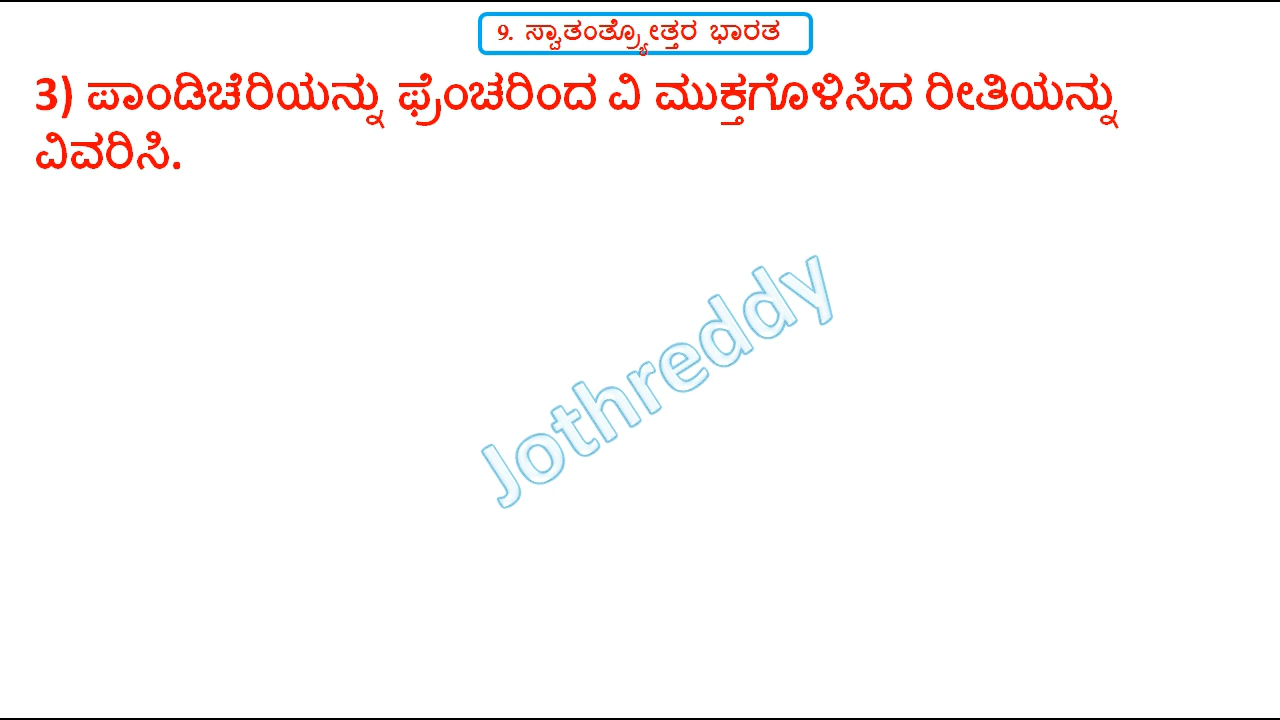 9. ಸ್ವಾತಂತ್ರ್ಯೋತ್ತರ ಭಾರತ
3) ಪಾಂಡಿಚೆರಿಯನ್ನು ಫ್ರೆಂಚರಿಂದ ವಿ ಮುಕ್ತಗೊಳಿಸಿದ ರೀತಿಯನ್ನು
ವಿವರಿಸಿ.
Jothreddy